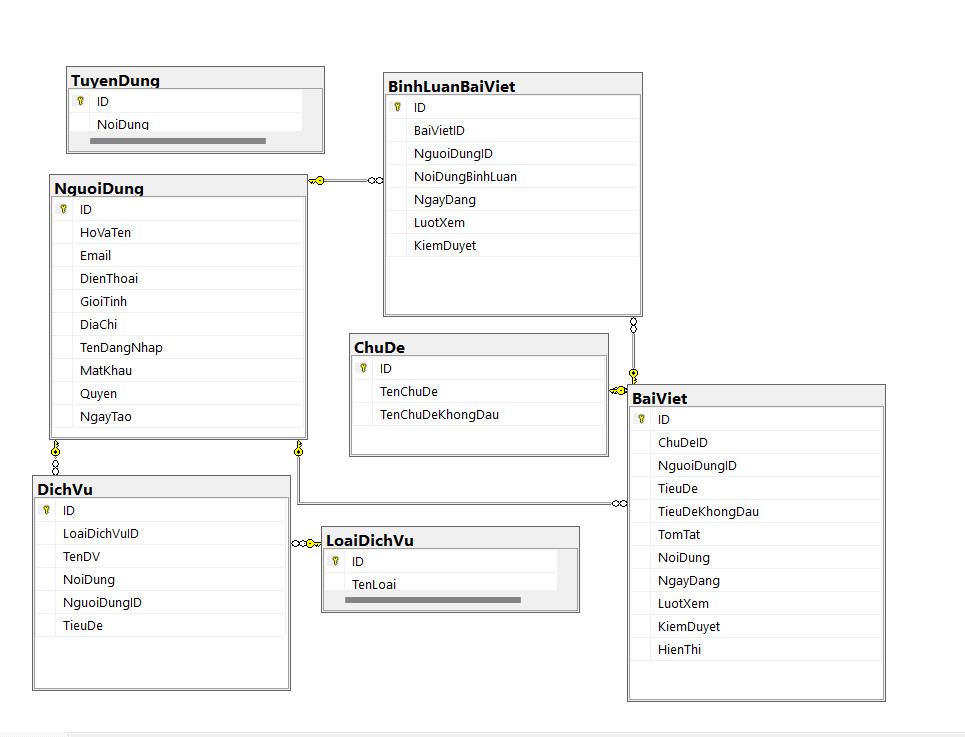 TuyenDung
ID
NoiDung
BinhLuanBaiViet
ID
BaiVietID
NguoiDungID
NoiDungBinhLuan
NgayDang
LuotXem
KiemDuyet
NguoiDung
ID
HoVaTen
Email
DienThoai
GioiTinh
DiaChi
TenDangNhap
MatKhau
Quyen
NgayTao
ChuDe
ID
TenChuDe
TenChuDeKhongDau
BaiViet
ID
ChuDeID
NguoiDungID
TieuDe
TieuDeKhongDau
TomTat
NoiDung
NgayDang
LuotXem
KiemDuyet
HienThi
DichVu
ID
LoaiDichVuID
TenDV
NoiDung
NguoiDungID
TieuDe
LoaiDichVu
ID
TenLoai